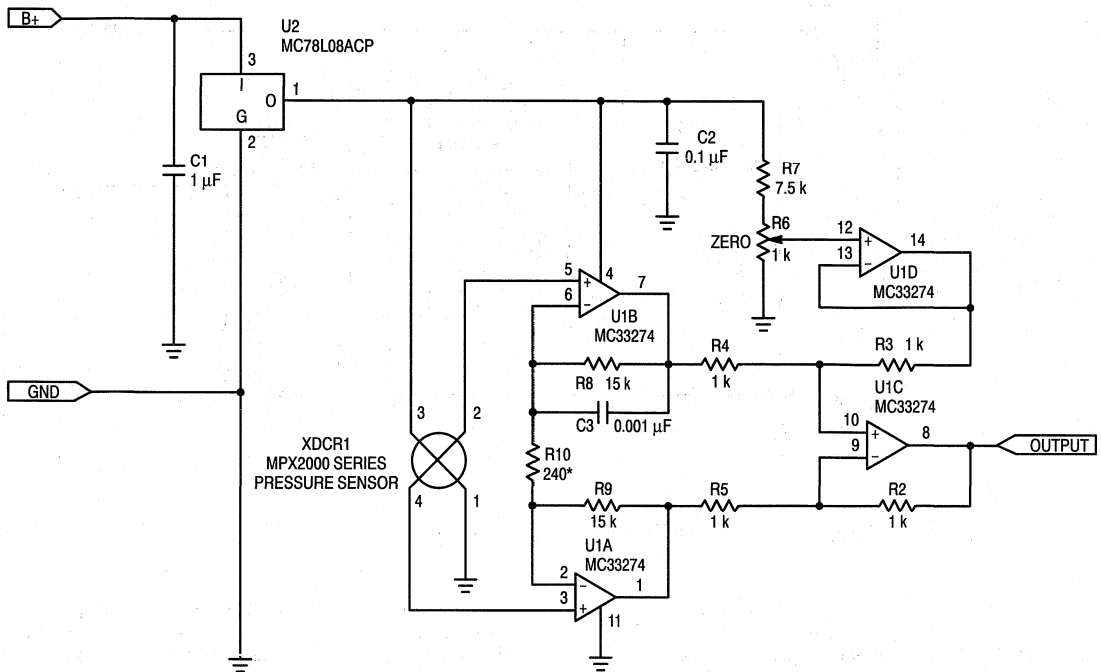 B+
U2
MC78L08ACP
3
I
O
1
G
2
C1
1 µF
C2
0.1 µF
R7
7.5 k
R6
ZERO
1 k
12
13
+
−
14
U1D
MC33274
5
6
+
−
4
7
U1B
MC33274
R4
1 k
R3 1 k
R8 15 k
U1C
MC33274
GND
C3 0.001 µF
3
2
10
9
+
−
8
OUTPUT
XDCR1
MPX2000 SERIES
PRESSURE SENSOR
R10
240*
4
1
R9
15 k
R5
1 k
R2
1 k
U1A
MC33274
2
3
−
+
1
11